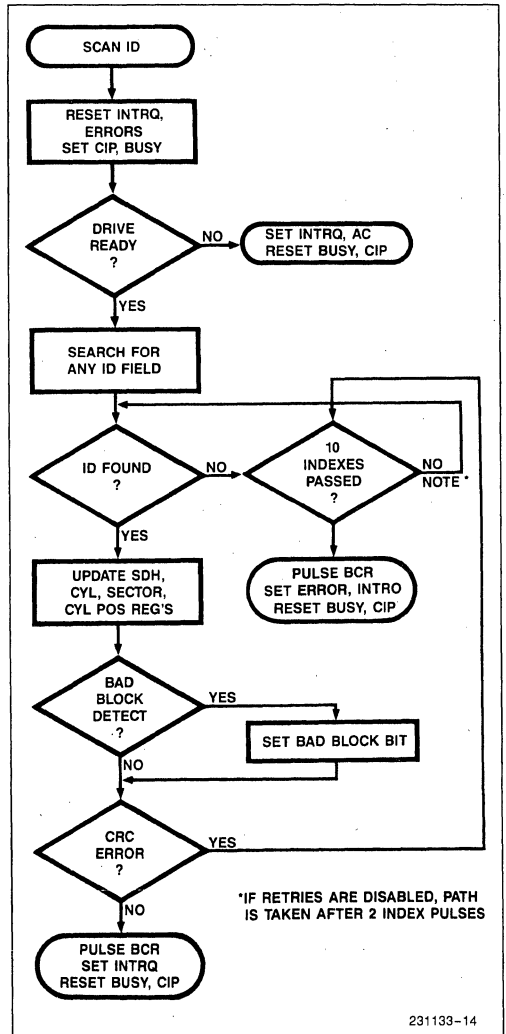 SCAN ID
RESET INTRQ,
ERRORS
SET CIP, BUSY
DRIVE
READY
?
NO
SET INTRQ, AC
RESET BUSY, CIP
YES
SEARCH FOR
ANY ID FIELD
ID FOUND
?
NO
10
INDEXES
PASSED
?
NO
NOTE *
YES
PULSE BCR
SET ERROR, INTRO
RESET BUSY, CIP
UPDATE SDH,
CYL, SECTOR,
CYL POS REG'S
BAD
BLOCK
DETECT
?
YES
SET BAD BLOCK BIT
NO
CRC
ERROR
?
YES
NO
*IF RETRIES ARE DISABLED, PATH
IS TAKEN AFTER 2 INDEX PULSES
PULSE BCR
SET INTRQ
RESET BUSY, CIP
231133-14